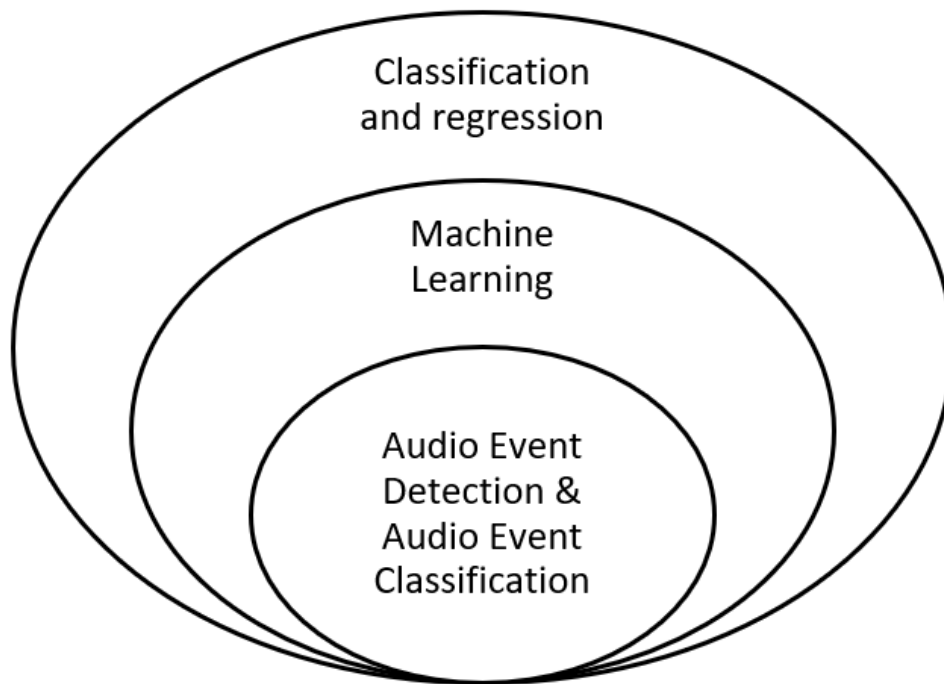 Classification
and regression
Machine
Learning
Audio Event
Detection &
Audio Event
Classification